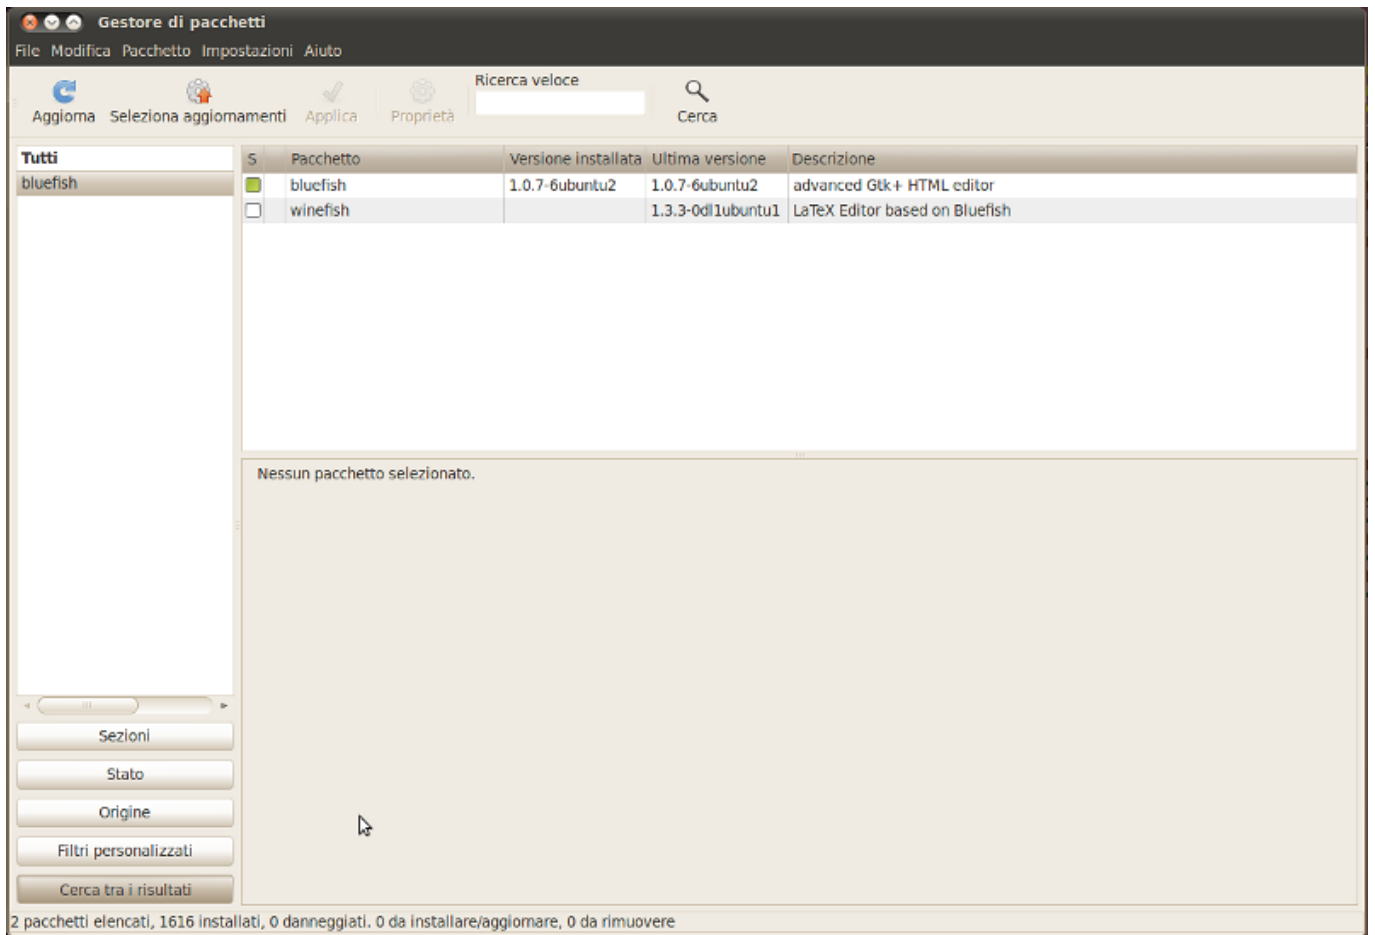 Gestore di pacchetti
File Modifica Pacchetto Impostazioni Aiuto
Ricerca veloce
Aggiorna Seleziona aggiornamenti Applica Proprietà Cerca
Tutti
bluefish
S Pacchetto Versione installata Ultima versione Descrizione
bluefish 1.0.7-6ubuntu2 1.0.7-6ubuntu2 advanced Gtk+ HTML editor
winefish 1.3.3-0dl1ubuntu1 LaTeX Editor based on Bluefish
Nessun pacchetto selezionato.
Sezioni
Stato
Origine
Filtri personalizzati
Cerca tra i risultati
2 pacchetti elencati, 1616 installati, 0 danneggiati. 0 da installare/aggiornare, 0 da rimuovere